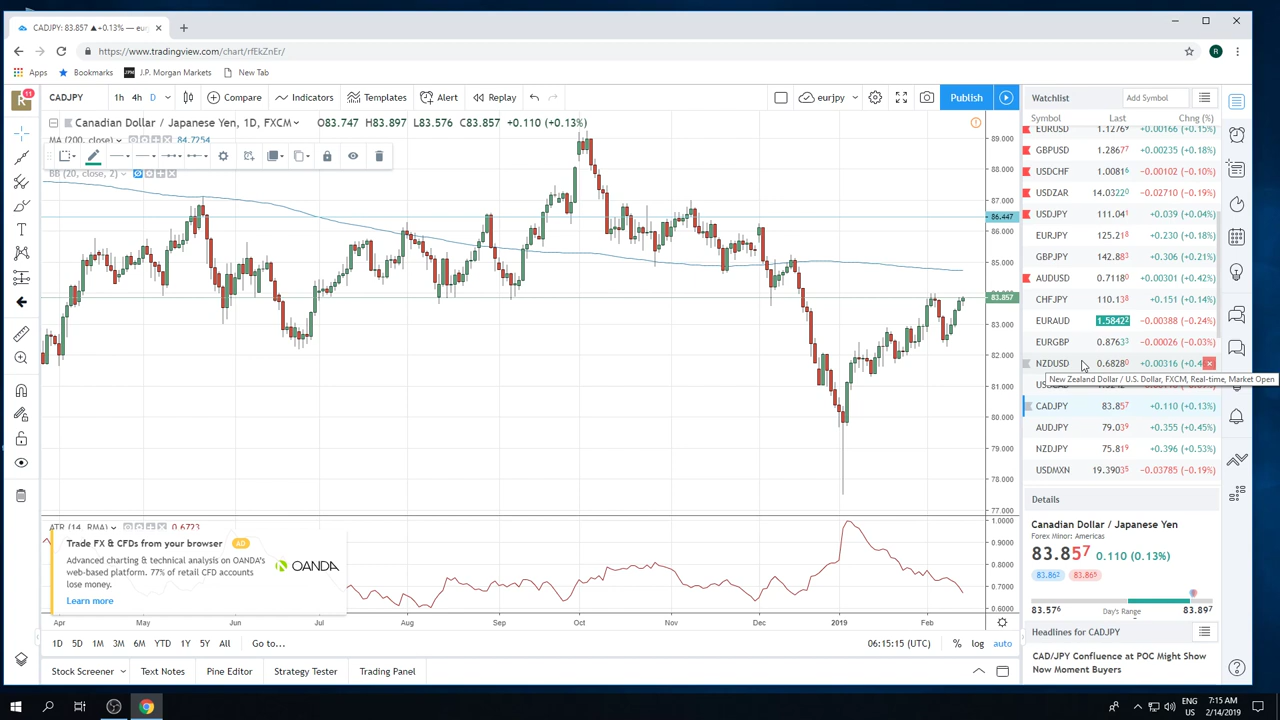 CADJPY: 83.857 ▲+0.13% — eurj
https://www.tradingview.com/chart/rfEkZnEr/
R
Apps Bookmarks J.P.Morgan J.P. Morgan Markets New Tab
R 11 CADJPY 1h 4h D Compare Indicators Templates Alert Replay eurjpy Publish
Watchlist Add Symbol
Symbol Last Chng (%)
Canadian Dollar / Japanese Yen, 1D, FXCM O83.747 H83.897 L83.576 C83.857 +0.110 (+0.13%)
MA (200, close, 0) 84.7254
BB (20, close, 2)
89.000
88.000
87.000
86.447
86.000
85.000
83.857
83.000
82.000
81.000
80.000
79.000
78.000
77.000
EURUSD 1.12769 +0.00166 (+0.15%)
GBPUSD 1.28677 +0.00235 (+0.18%)
USDCHF 1.00816 −0.00102 (−0.10%)
USDZAR 14.03220 −0.02710 (−0.19%)
USDJPY 111.041 +0.039 (+0.04%)
EURJPY 125.218 +0.230 (+0.18%)
GBPJPY 142.883 +0.306 (+0.21%)
AUDUSD 0.71180 +0.00301 (+0.42%)
CHFJPY 110.138 +0.151 (+0.14%)
EURAUD 1.58422 −0.00388 (−0.24%)
EURGBP 0.87633 −0.00026 (−0.03%)
NZDUSD 0.68280 +0.00316 (+0.4
New Zealand Dollar / U.S. Dollar, FXCM, Real-time, Market Open
CADJPY 83.857 +0.110 (+0.13%)
AUDJPY 79.039 +0.355 (+0.45%)
NZDJPY 75.819 +0.396 (+0.53%)
USDMXN 19.39035 −0.03785 (−0.19%)
Details
Canadian Dollar / Japanese Yen
Forex Minor: Americas
83.857 0.110 (0.13%)
83.862 83.869
83.576 Day's Range 83.897
Headlines for CADJPY
CAD/JPY Confluence at POC Might Show
Now Moment Buyers
ATR (14, RMA) 0.6723
1.0000
0.9000
0.8000
0.7000
0.6000
Trade FX & CFDs from your browser AD
Advanced charting & technical analysis on OANDA's
web-based platform. 77% of retail CFD accounts
lose money.
Learn more
OANDA
Apr May Jun Jul Aug Sep Oct Nov Dec 2019 Feb
1D 5D 1M 3M 6M YTD 1Y 5Y All Go to... 06:15:15 (UTC) % log auto
Stock Screener Text Notes Pine Editor Strategy Tester Trading Panel
ENG
US
7:15 AM
2/14/2019